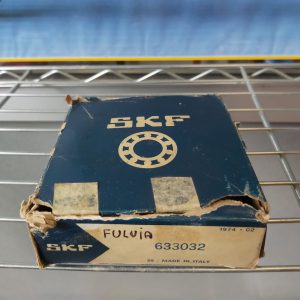 SKF
FULVIA
1974-02
SKF
633032
MADE IN ITALY